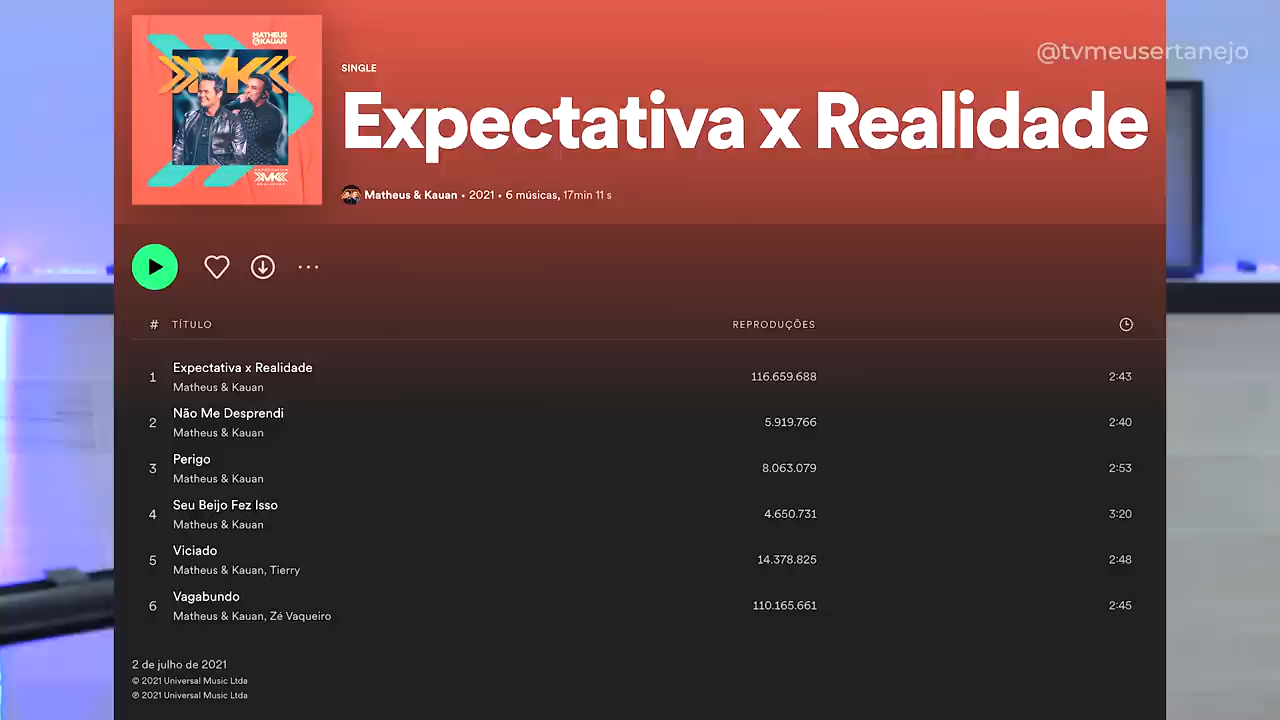 @tvmeusertanejo
MATHEUS
&KAUAN
MK
EXPECTATIVA
MK
REALIDADE
SINGLE
Expectativa x Realidade
Matheus & Kauan • 2021 • 6 músicas, 17min 11 s
# TÍTULO REPRODUÇÕES
1 Expectativa x Realidade 116.659.688 2:43
Matheus & Kauan
2 Não Me Desprendi 5.919.766 2:40
Matheus & Kauan
3 Perigo 8.063.079 2:53
Matheus & Kauan
4 Seu Beijo Fez Isso 4.650.731 3:20
Matheus & Kauan
5 Viciado 14.378.825 2:48
Matheus & Kauan, Tierry
6 Vagabundo 110.165.661 2:45
Matheus & Kauan, Zé Vaqueiro
2 de julho de 2021
© 2021 Universal Music Ltda
℗ 2021 Universal Music Ltda